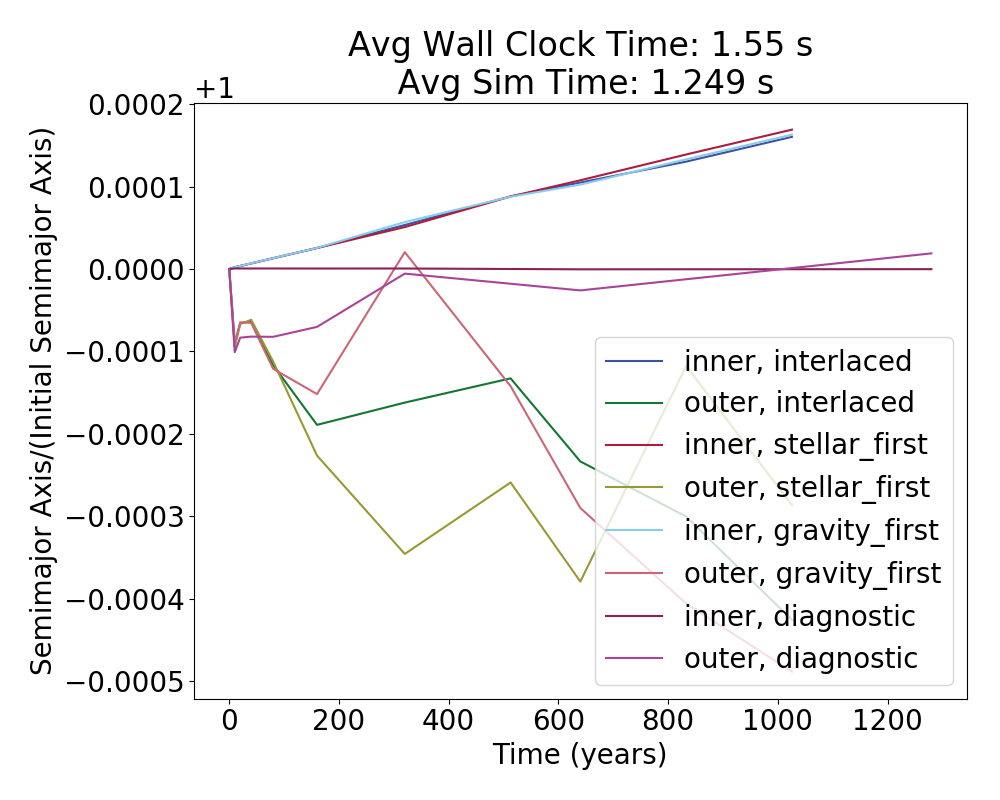 Avg Wall Clock Time: 1.55 s
Avg Sim Time: 1.249 s
+1
0.0002
0.0001
0.0000
−0.0001
−0.0002
−0.0003
−0.0004
−0.0005
Semimajor Axis/(Initial Semimajor Axis)
inner, interlaced
outer, interlaced
inner, stellar_first
outer, stellar_first
inner, gravity_first
outer, gravity_first
inner, diagnostic
outer, diagnostic
0 200 400 600 800 1000 1200
Time (years)